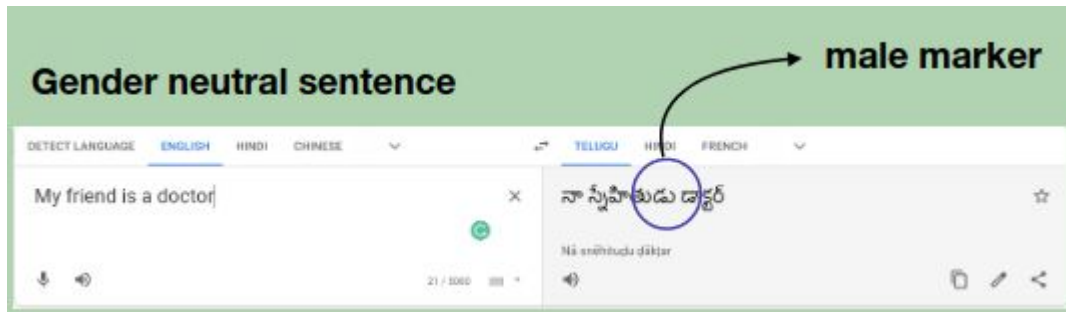 male marker
Gender neutral sentence
DETECT LANGUAGE ENGLISH HINDI CHINESE
TELUGU HINDI FRENCH
My friend is a doctor
నా స్నేహితుడు డాక్టర్
Nā snēhituḍu ḍākṭar
21 / 5000